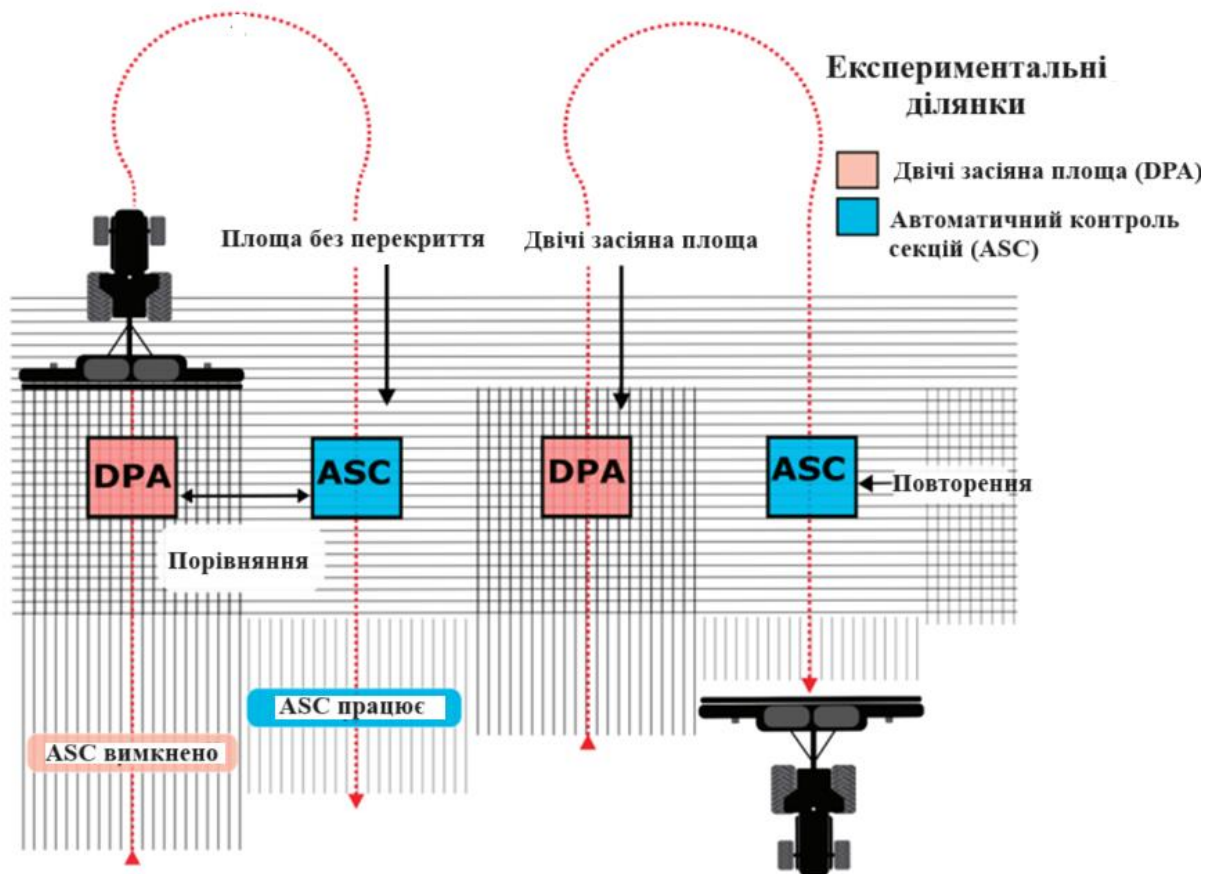 Експериментальні
ділянки
Двічі засіяна площа (DPA)
Автоматичний контроль
секцій (ASC)
Площа без перекриття
Двічі засіяна площа
DPA
ASC
DPA
ASC
Повторення
Порівняння
ASC працює
ASC вимкнено